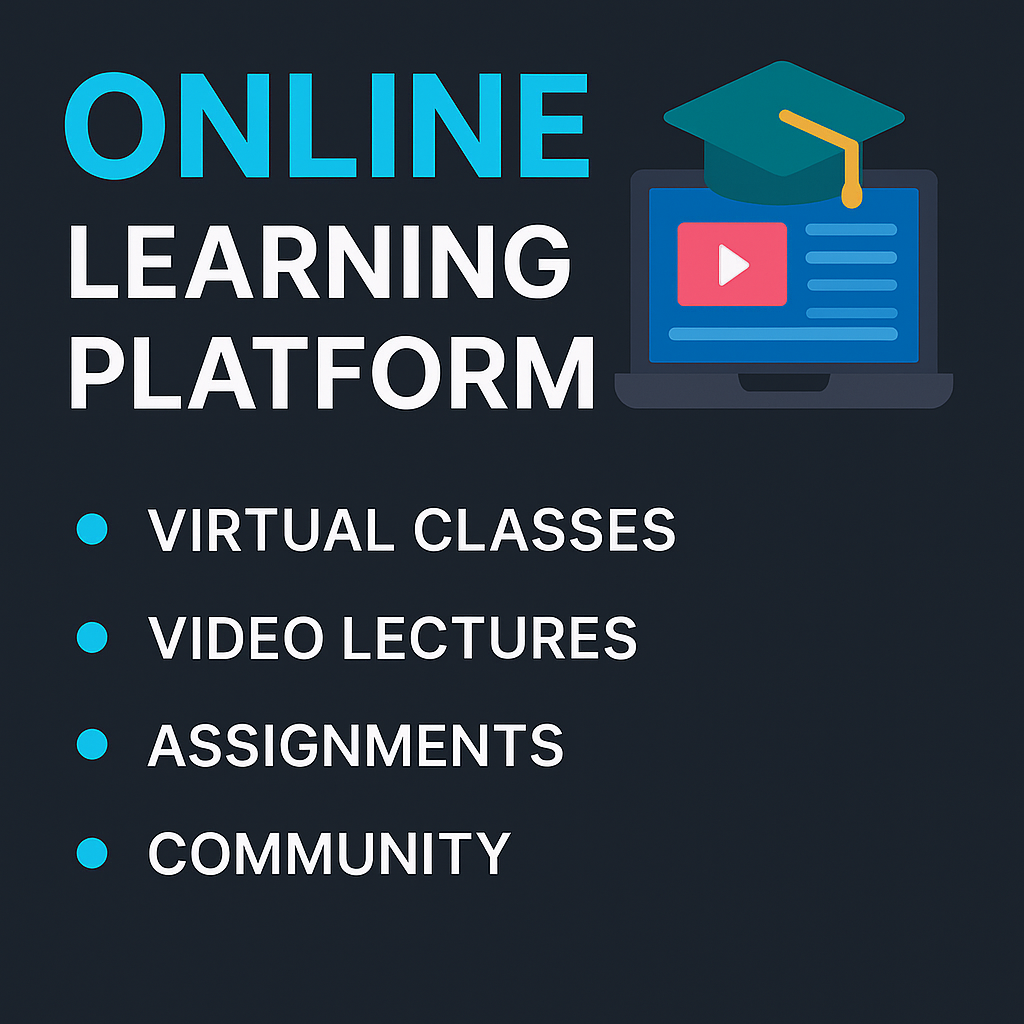 ONLINE
LEARNING
PLATFORM
VIRTUAL CLASSES
VIDEO LECTURES
ASSIGNMENTS
COMMUNITY